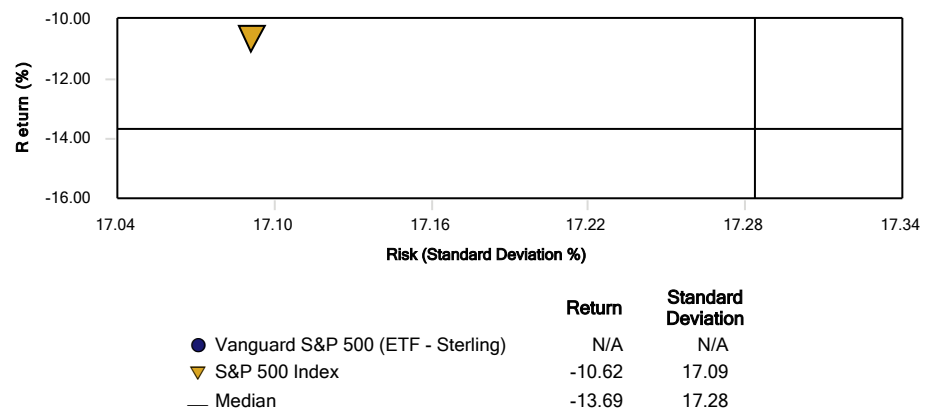 -10.00
-12.00
-14.00
-16.00
Return (%)
17.04 17.10 17.16 17.22 17.28 17.34
Risk (Standard Deviation %)
Return Standard Deviation
Vanguard S&P 500 (ETF - Sterling) N/A N/A
S&P 500 Index -10.62 17.09
Median -13.69 17.28